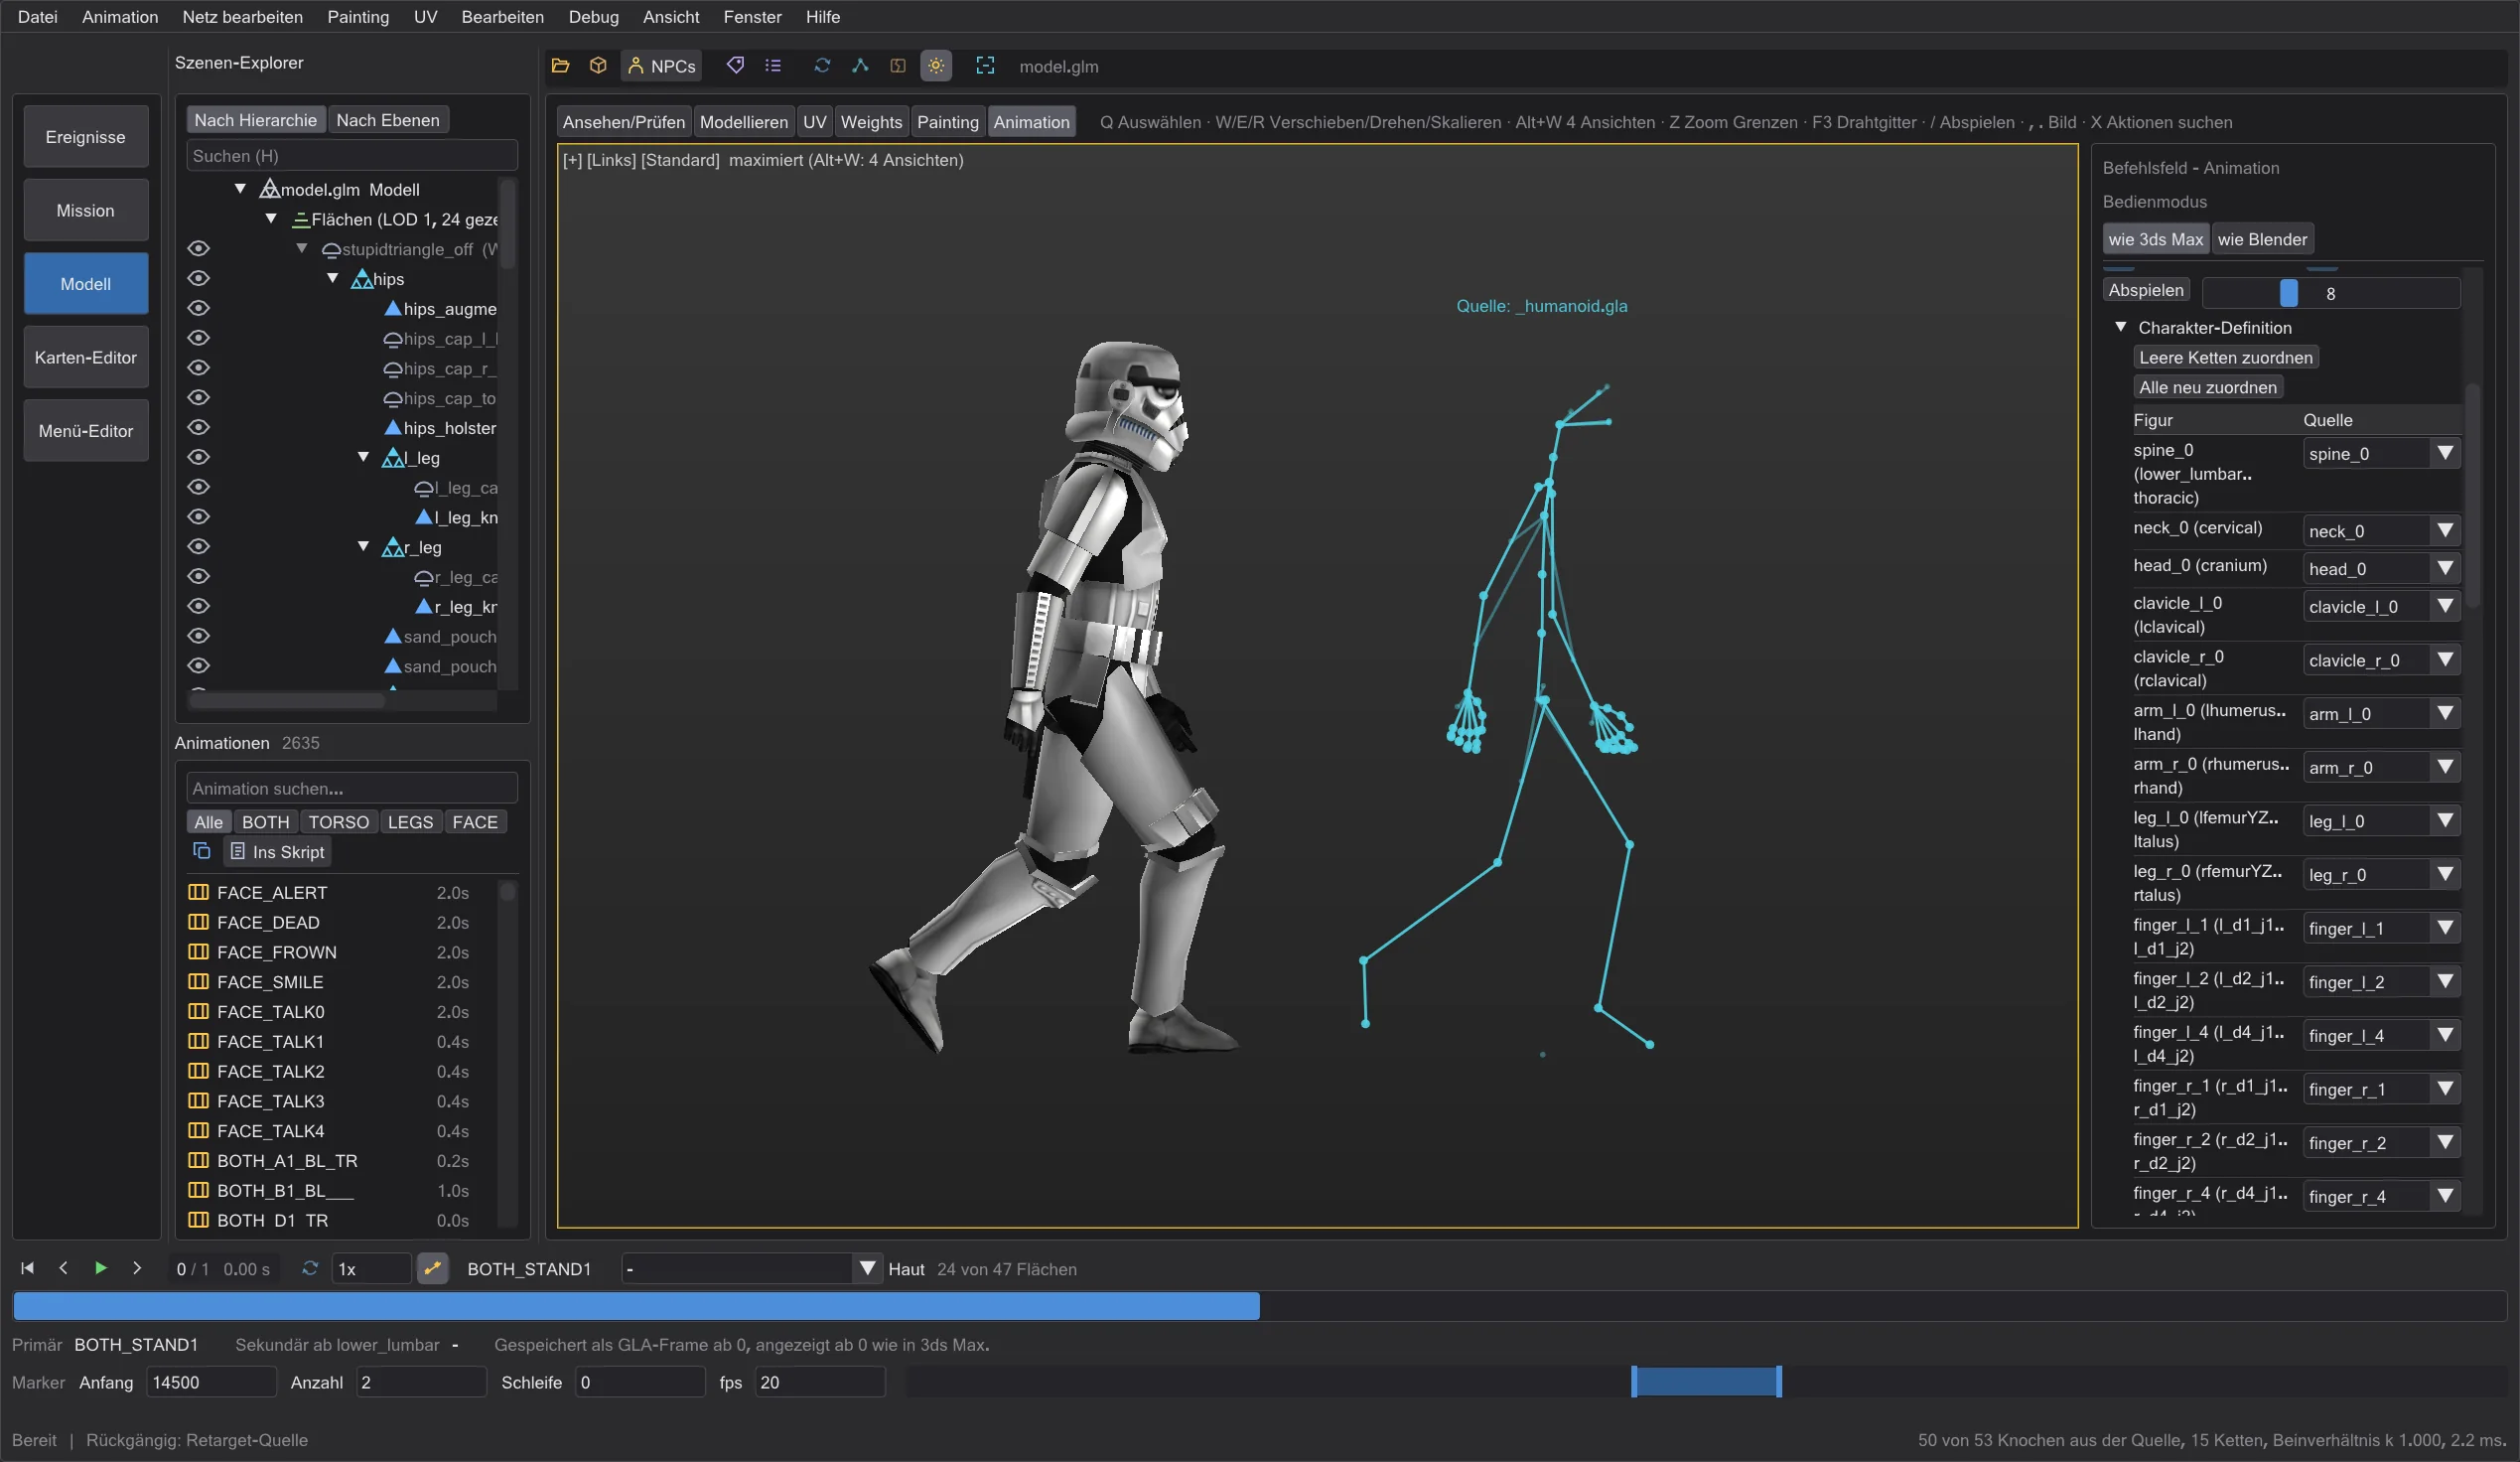 Datei Animation Netz bearbeiten Painting UV Bearbeiten Debug Ansicht Fenster Hilfe
Szenen-Explorer
NPCs
model.glm
Ereignisse
Mission
Modell
Karten-Editor
Menü-Editor
Nach Hierarchie Nach Ebenen
Suchen (H)
model.glm Modell
Flächen (LOD 1, 24 geze
stupidtriangle_off (W
hips
hips_augme
hips_cap_l_l
hips_cap_r_
hips_cap_to
hips_holster
l_leg
l_leg_ca
l_leg_kn
r_leg
r_leg_ca
r_leg_kr
sand_pouch
sand_pouch
Animationen 2635
Animation suchen...
Alle BOTH TORSO LEGS FACE
Ins Skript
FACE_ALERT 2.0s
FACE_DEAD 2.0s
FACE_FROWN 2.0s
FACE_SMILE 2.0s
FACE_TALK0 2.0s
FACE_TALK1 0.4s
FACE_TALK2 0.4s
FACE_TALK3 0.4s
FACE_TALK4 0.4s
BOTH_A1_BL_TR 0.2s
BOTH_B1_BL___ 1.0s
BOTH_D1_TR 0.0s
Ansehen/Prüfen Modellieren UV Weights Painting Animation
Q Auswählen · W/E/R Verschieben/Drehen/Skalieren · Alt+W 4 Ansichten · Z Zoom Grenzen · F3 Drahtgitter · / Abspielen · , . Bild · X Aktionen suchen
[+] [Links] [Standard] maximiert (Alt+W: 4 Ansichten)
Quelle: _humanoid.gla
Befehlsfeld - Animation
Bedienmodus
wie 3ds Max wie Blender
Abspielen 8
Charakter-Definition
Leere Ketten zuordnen
Alle neu zuordnen
Figur Quelle
spine_0 (lower_lumbar.. thoracic) spine_0
neck_0 (cervical) neck_0
head_0 (cranium) head_0
clavicle_l_0 (lclavical) clavicle_l_0
clavicle_r_0 (rclavical) clavicle_r_0
arm_l_0 (lhumerus.. lhand) arm_l_0
arm_r_0 (rhumerus.. rhand) arm_r_0
leg_l_0 (lfemurYZ.. ltalus) leg_l_0
leg_r_0 (rfemurYZ.. rtalus) leg_r_0
finger_l_1 (l_d1_j1.. l_d1_j2) finger_l_1
finger_l_2 (l_d2_j1.. l_d2_j2) finger_l_2
finger_l_4 (l_d4_j1.. l_d4_j2) finger_l_4
finger_r_1 (r_d1_j1.. r_d1_j2) finger_r_1
finger_r_2 (r_d2_j1.. r_d2_j2) finger_r_2
finger_r_4 (r_d4_j1.. r_d4_j2) finger_r_4
0 / 1 0.00 s 1x BOTH_STAND1 - Haut 24 von 47 Flächen
Primär BOTH_STAND1 Sekundär ab lower_lumbar - Gespeichert als GLA-Frame ab 0, angezeigt ab 0 wie in 3ds Max.
Marker Anfang 14500 Anzahl 2 Schleife 0 fps 20
Bereit | Rückgängig: Retarget-Quelle
50 von 53 Knochen aus der Quelle, 15 Ketten, Beinverhältnis k 1.000, 2.2 ms.